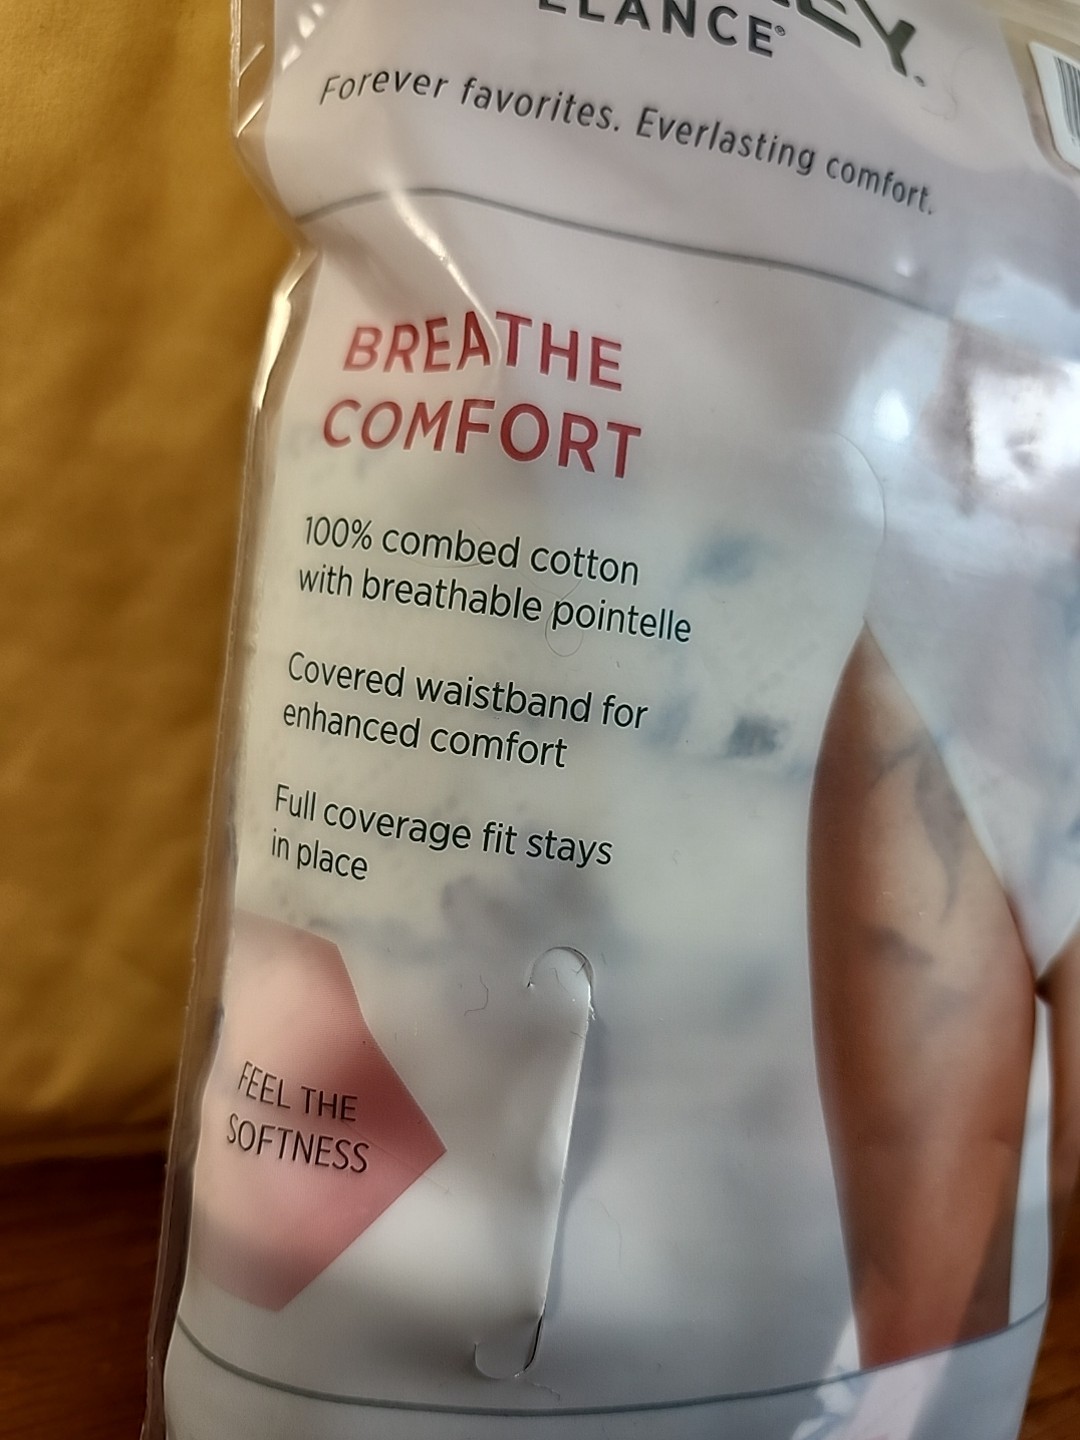 ELANCE®
Forever favorites. Everlasting comfort.
BREATHE
COMFORT
100% combed cotton
with breathable pointelle
Covered waistband for
enhanced comfort
Full coverage fit stays
in place
FEEL THE
SOFTNESS